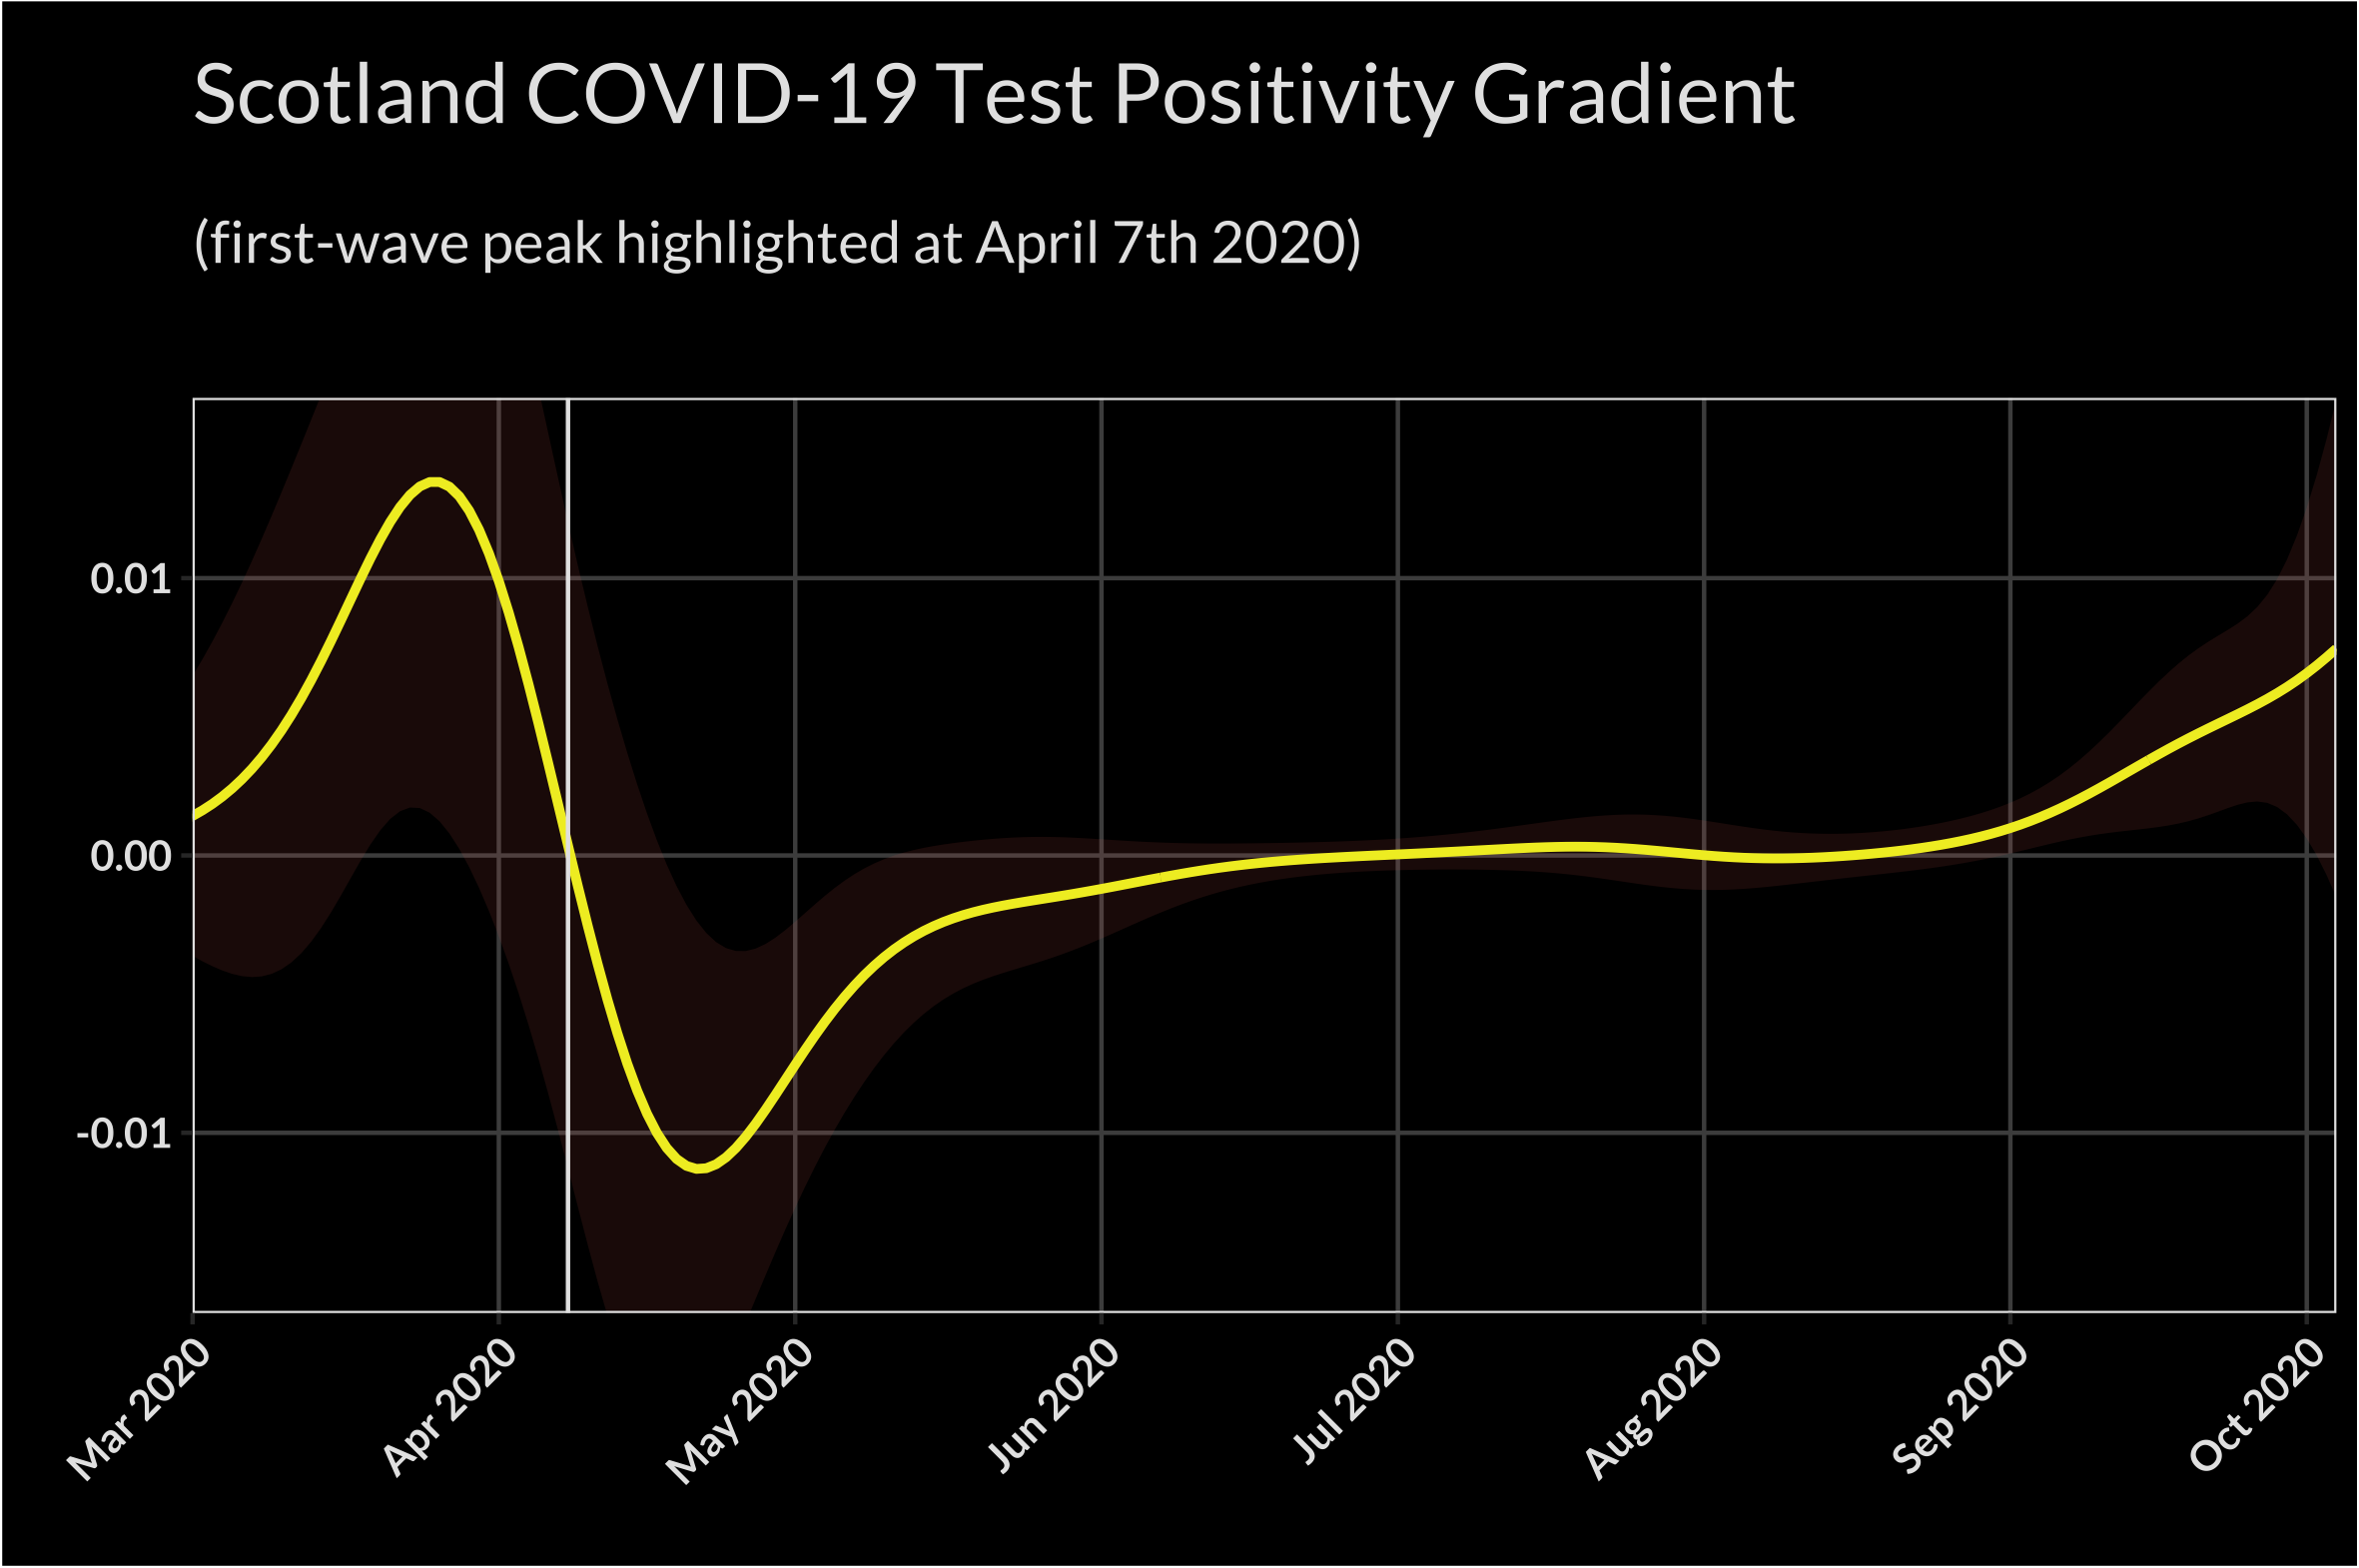 Scotland COVID-19 Test Positivity Gradient
(first-wave peak highlighted at April 7th 2020)
0.01
0.00
-0.01
Mar 2020
Apr 2020
May 2020
Jun 2020
Jul 2020
Aug 2020
Sep 2020
Oct 2020